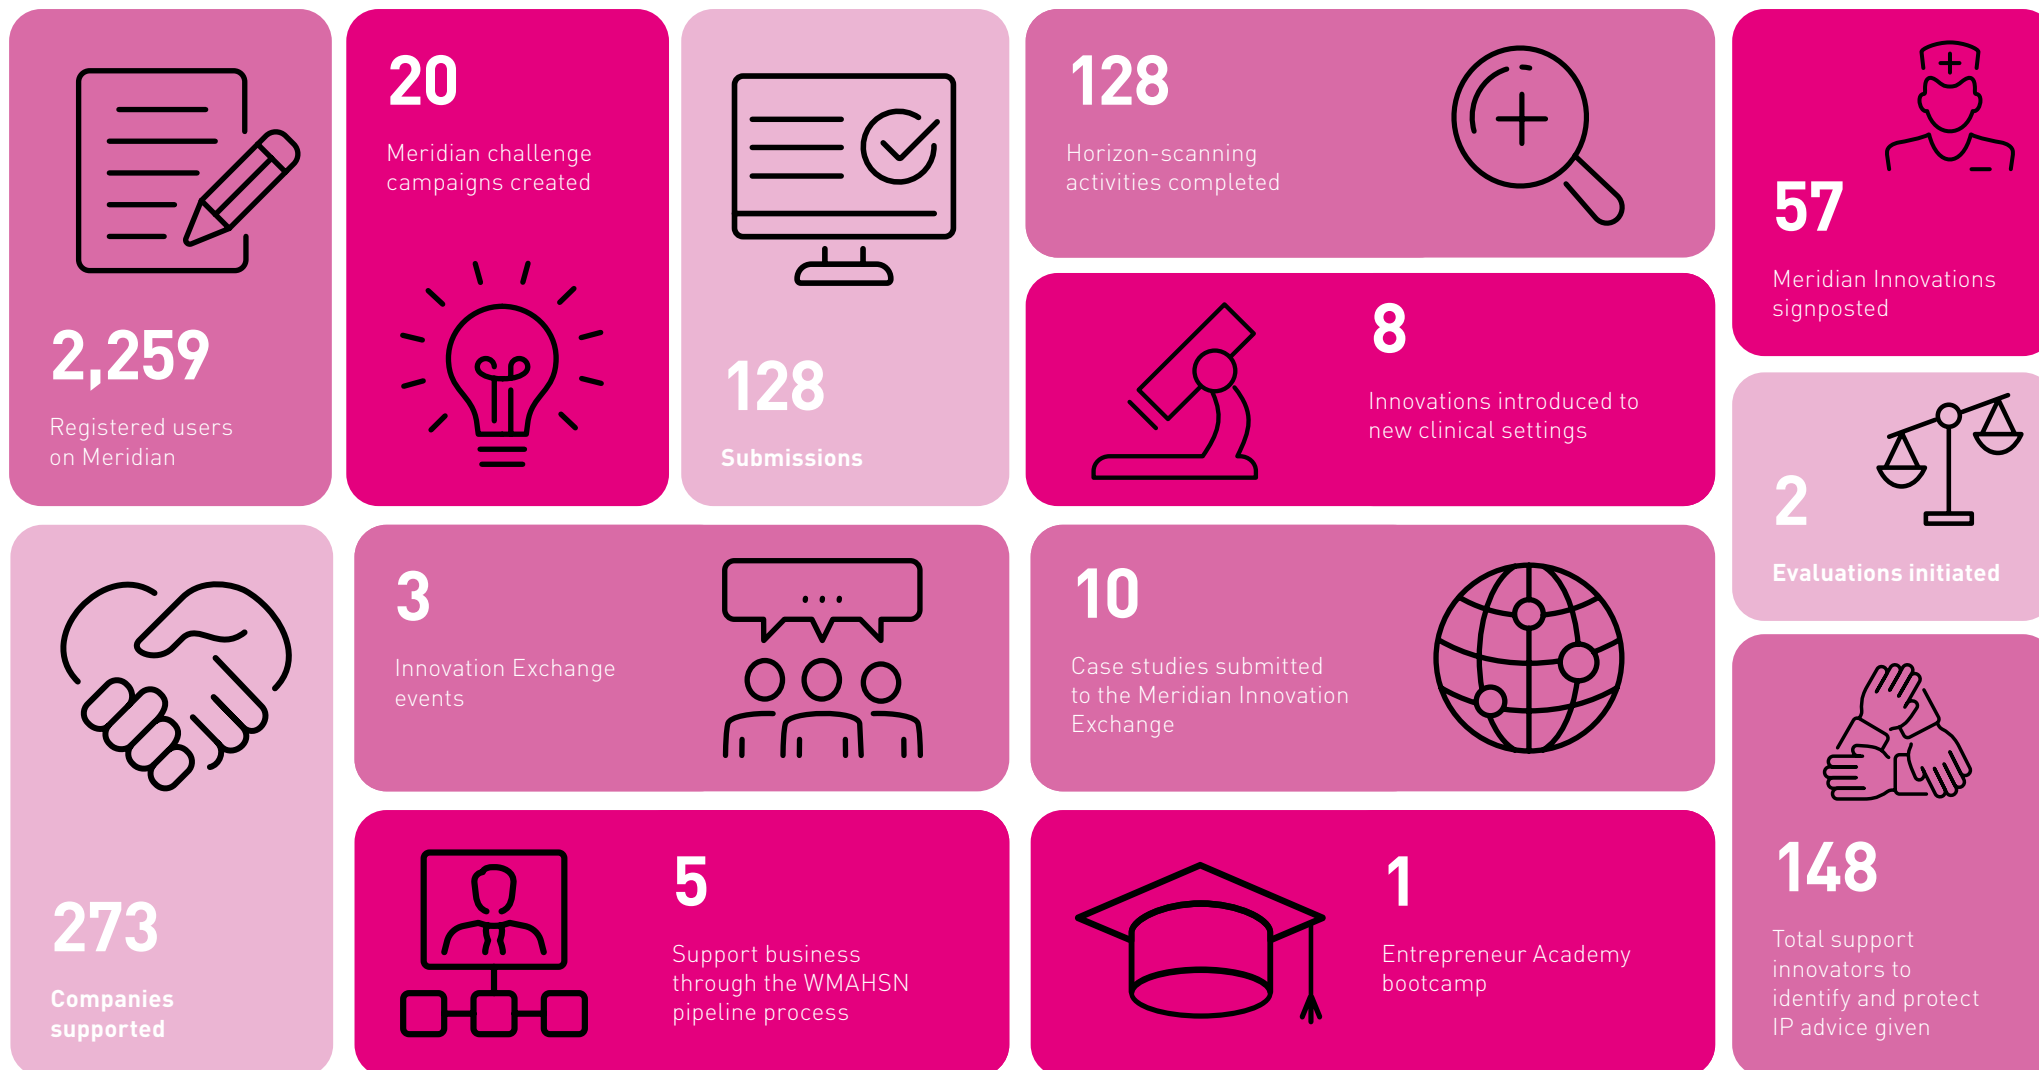 2,259
Registered users
on Meridian
20
Meridian challenge
campaigns created
128
Submissions
128
Horizon-scanning
activities completed
8
Innovations introduced to
new clinical settings
57
Meridian Innovations
signposted
2
Evaluations initiated
273
Companies
supported
3
Innovation Exchange
events
10
Case studies submitted
to the Meridian Innovation
Exchange
5
Support business
through the WMAHSN
pipeline process
1
Entrepreneur Academy
bootcamp
148
Total support
innovators to
identify and protect
IP advice given